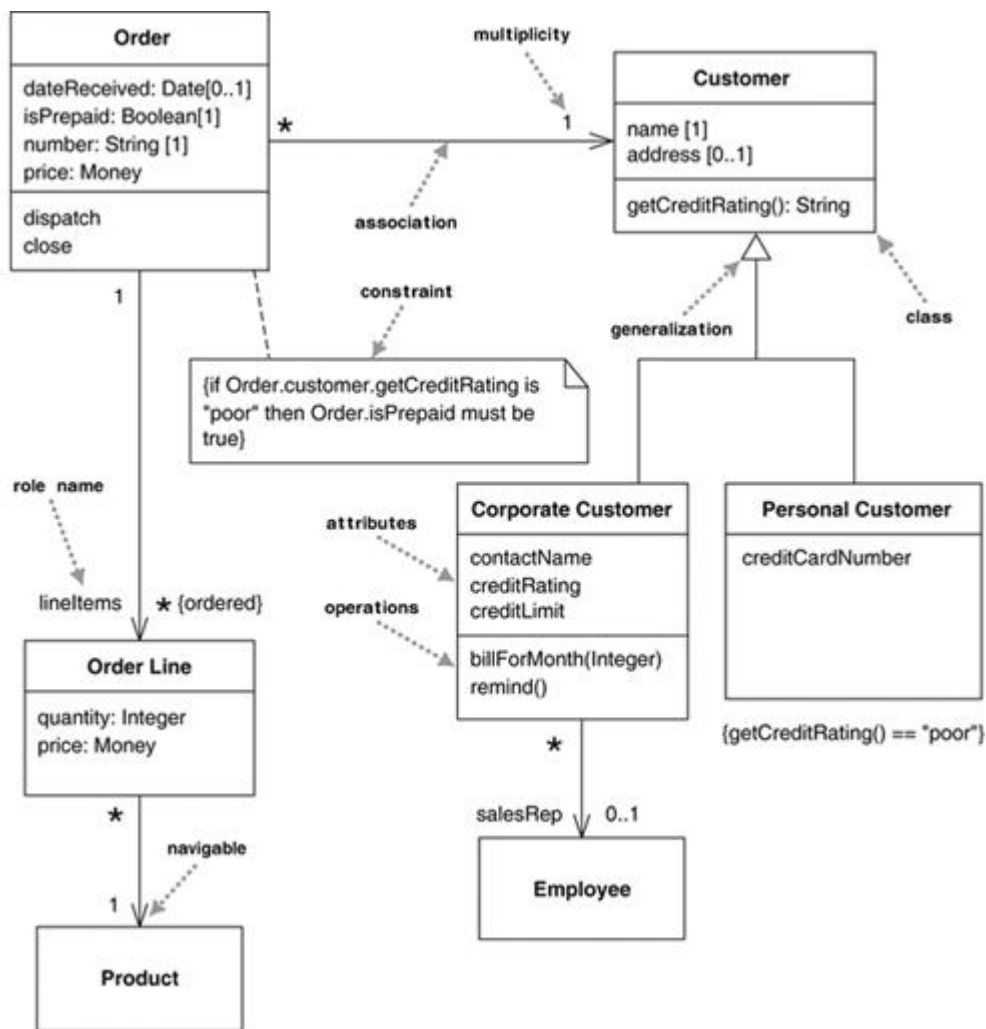 Order
dateReceived: Date[0..1]
isPrepaid: Boolean[1]
number: String [1]
price: Money
dispatch
close
*
multiplicity
1
association
Customer
name [1]
address [0..1]
getCreditRating(): String
1
constraint
generalization
class
{if Order.customer.getCreditRating is
"poor" then Order.isPrepaid must be
true}
role name
lineItems
* {ordered}
attributes
operations
Corporate Customer
contactName
creditRating
creditLimit
billForMonth(Integer)
remind()
Personal Customer
creditCardNumber
{getCreditRating() == "poor"}
Order Line
quantity: Integer
price: Money
*
navigable
1
Product
*
salesRep
0..1
Employee